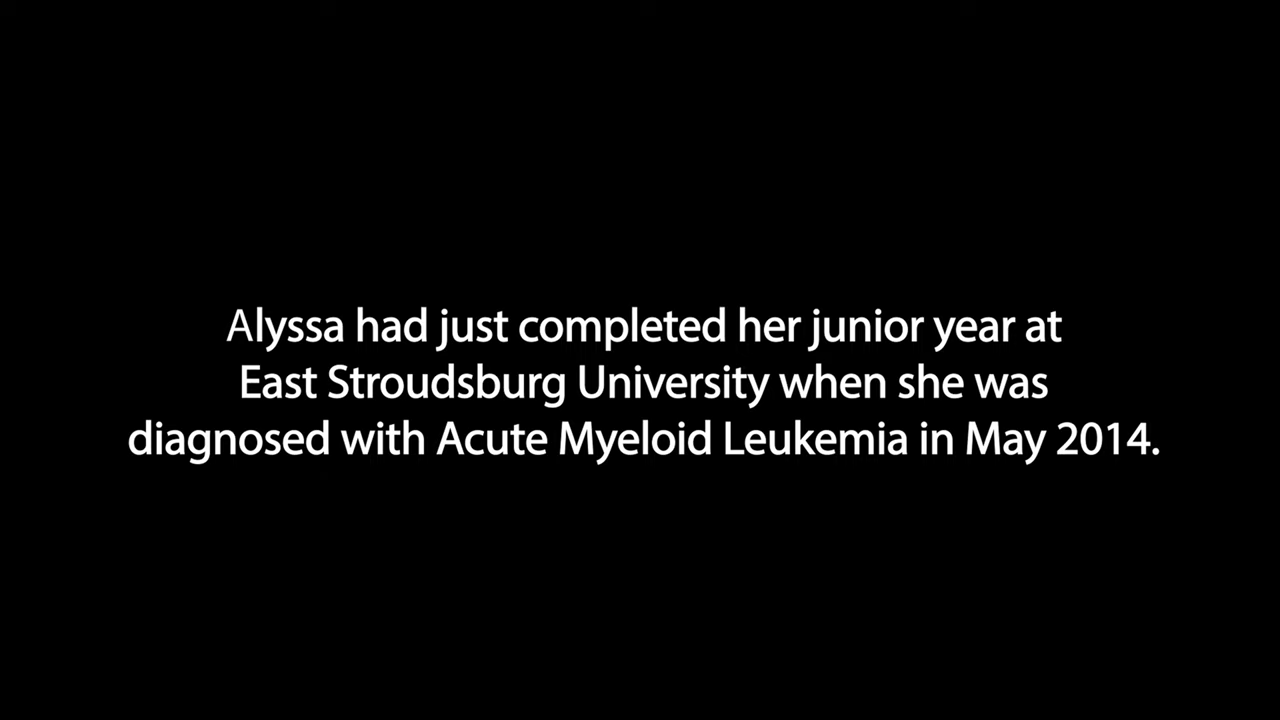 Alyssa had just completed her junior year at
East Stroudsburg University when she was
diagnosed with Acute Myeloid Leukemia in May 2014.